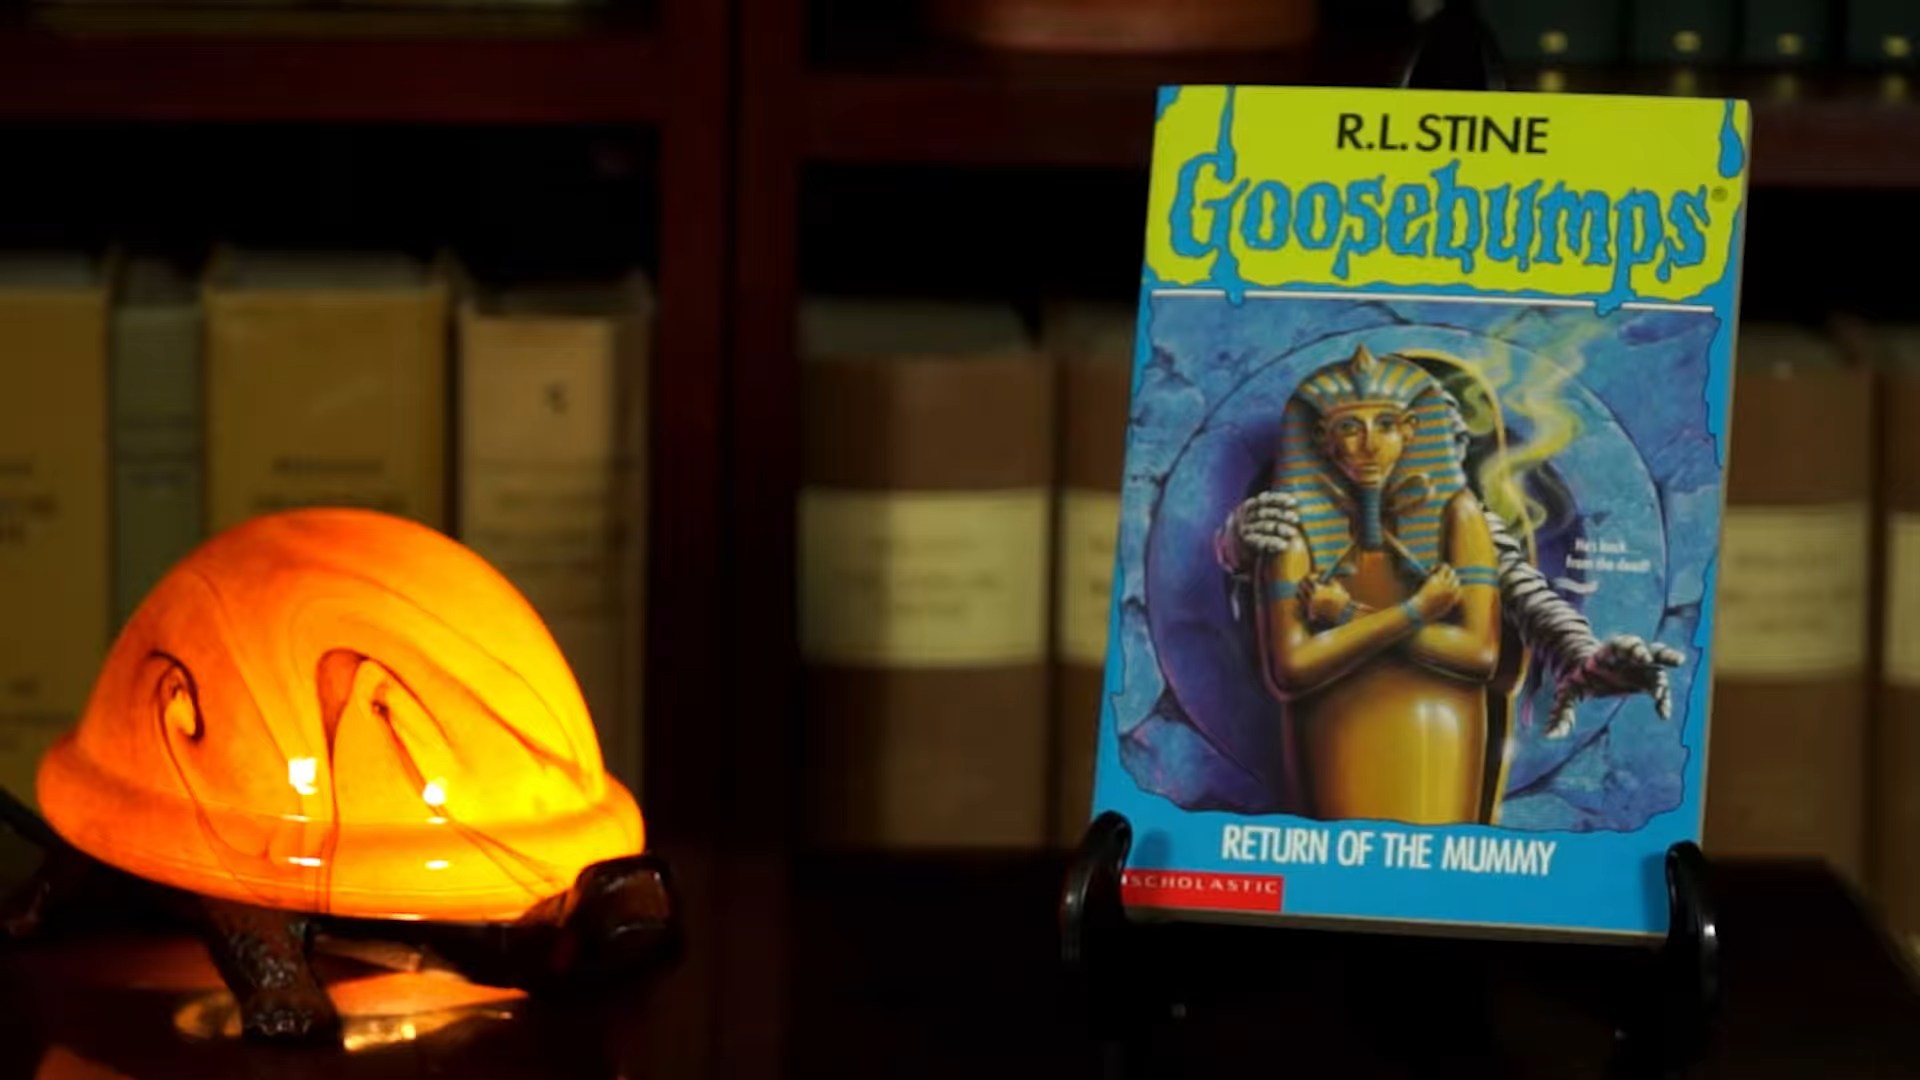 R.L. STINE
Goosebumps®
He's back...
from the dead!
RETURN OF THE MUMMY
SCHOLASTIC